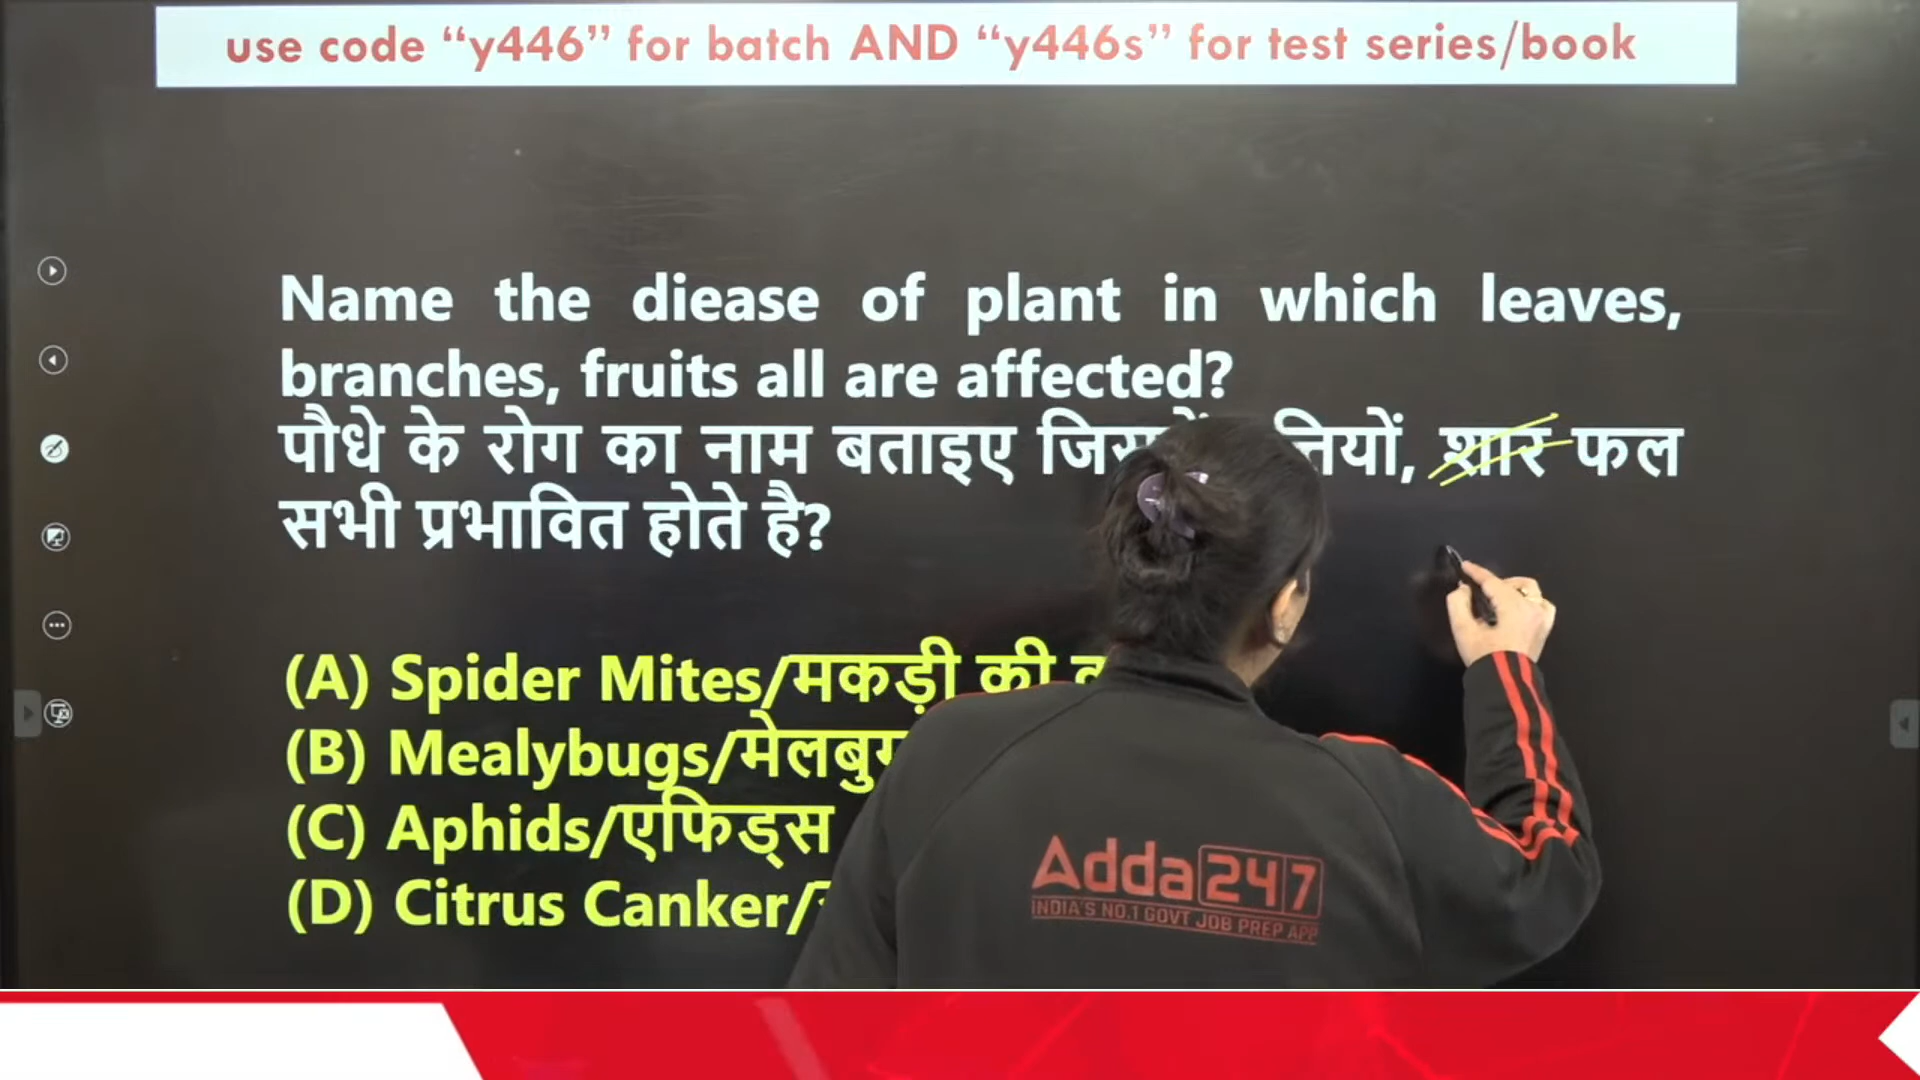 use code “y446” for batch AND “y446s” for test series/book
Name the diease of plant in which leaves,
branches, fruits all are affected?
पौधे के रोग का नाम बताइए शार फल
सभी प्रभावित होते है?
(A) Spider Mites/मकड़ी की
(B) Mealybugs/
(C) Aphids/एफिड्स
(D) Citrus Canker/
Adda247
INDIA'S NO.1 GOVT JOB PREP APP